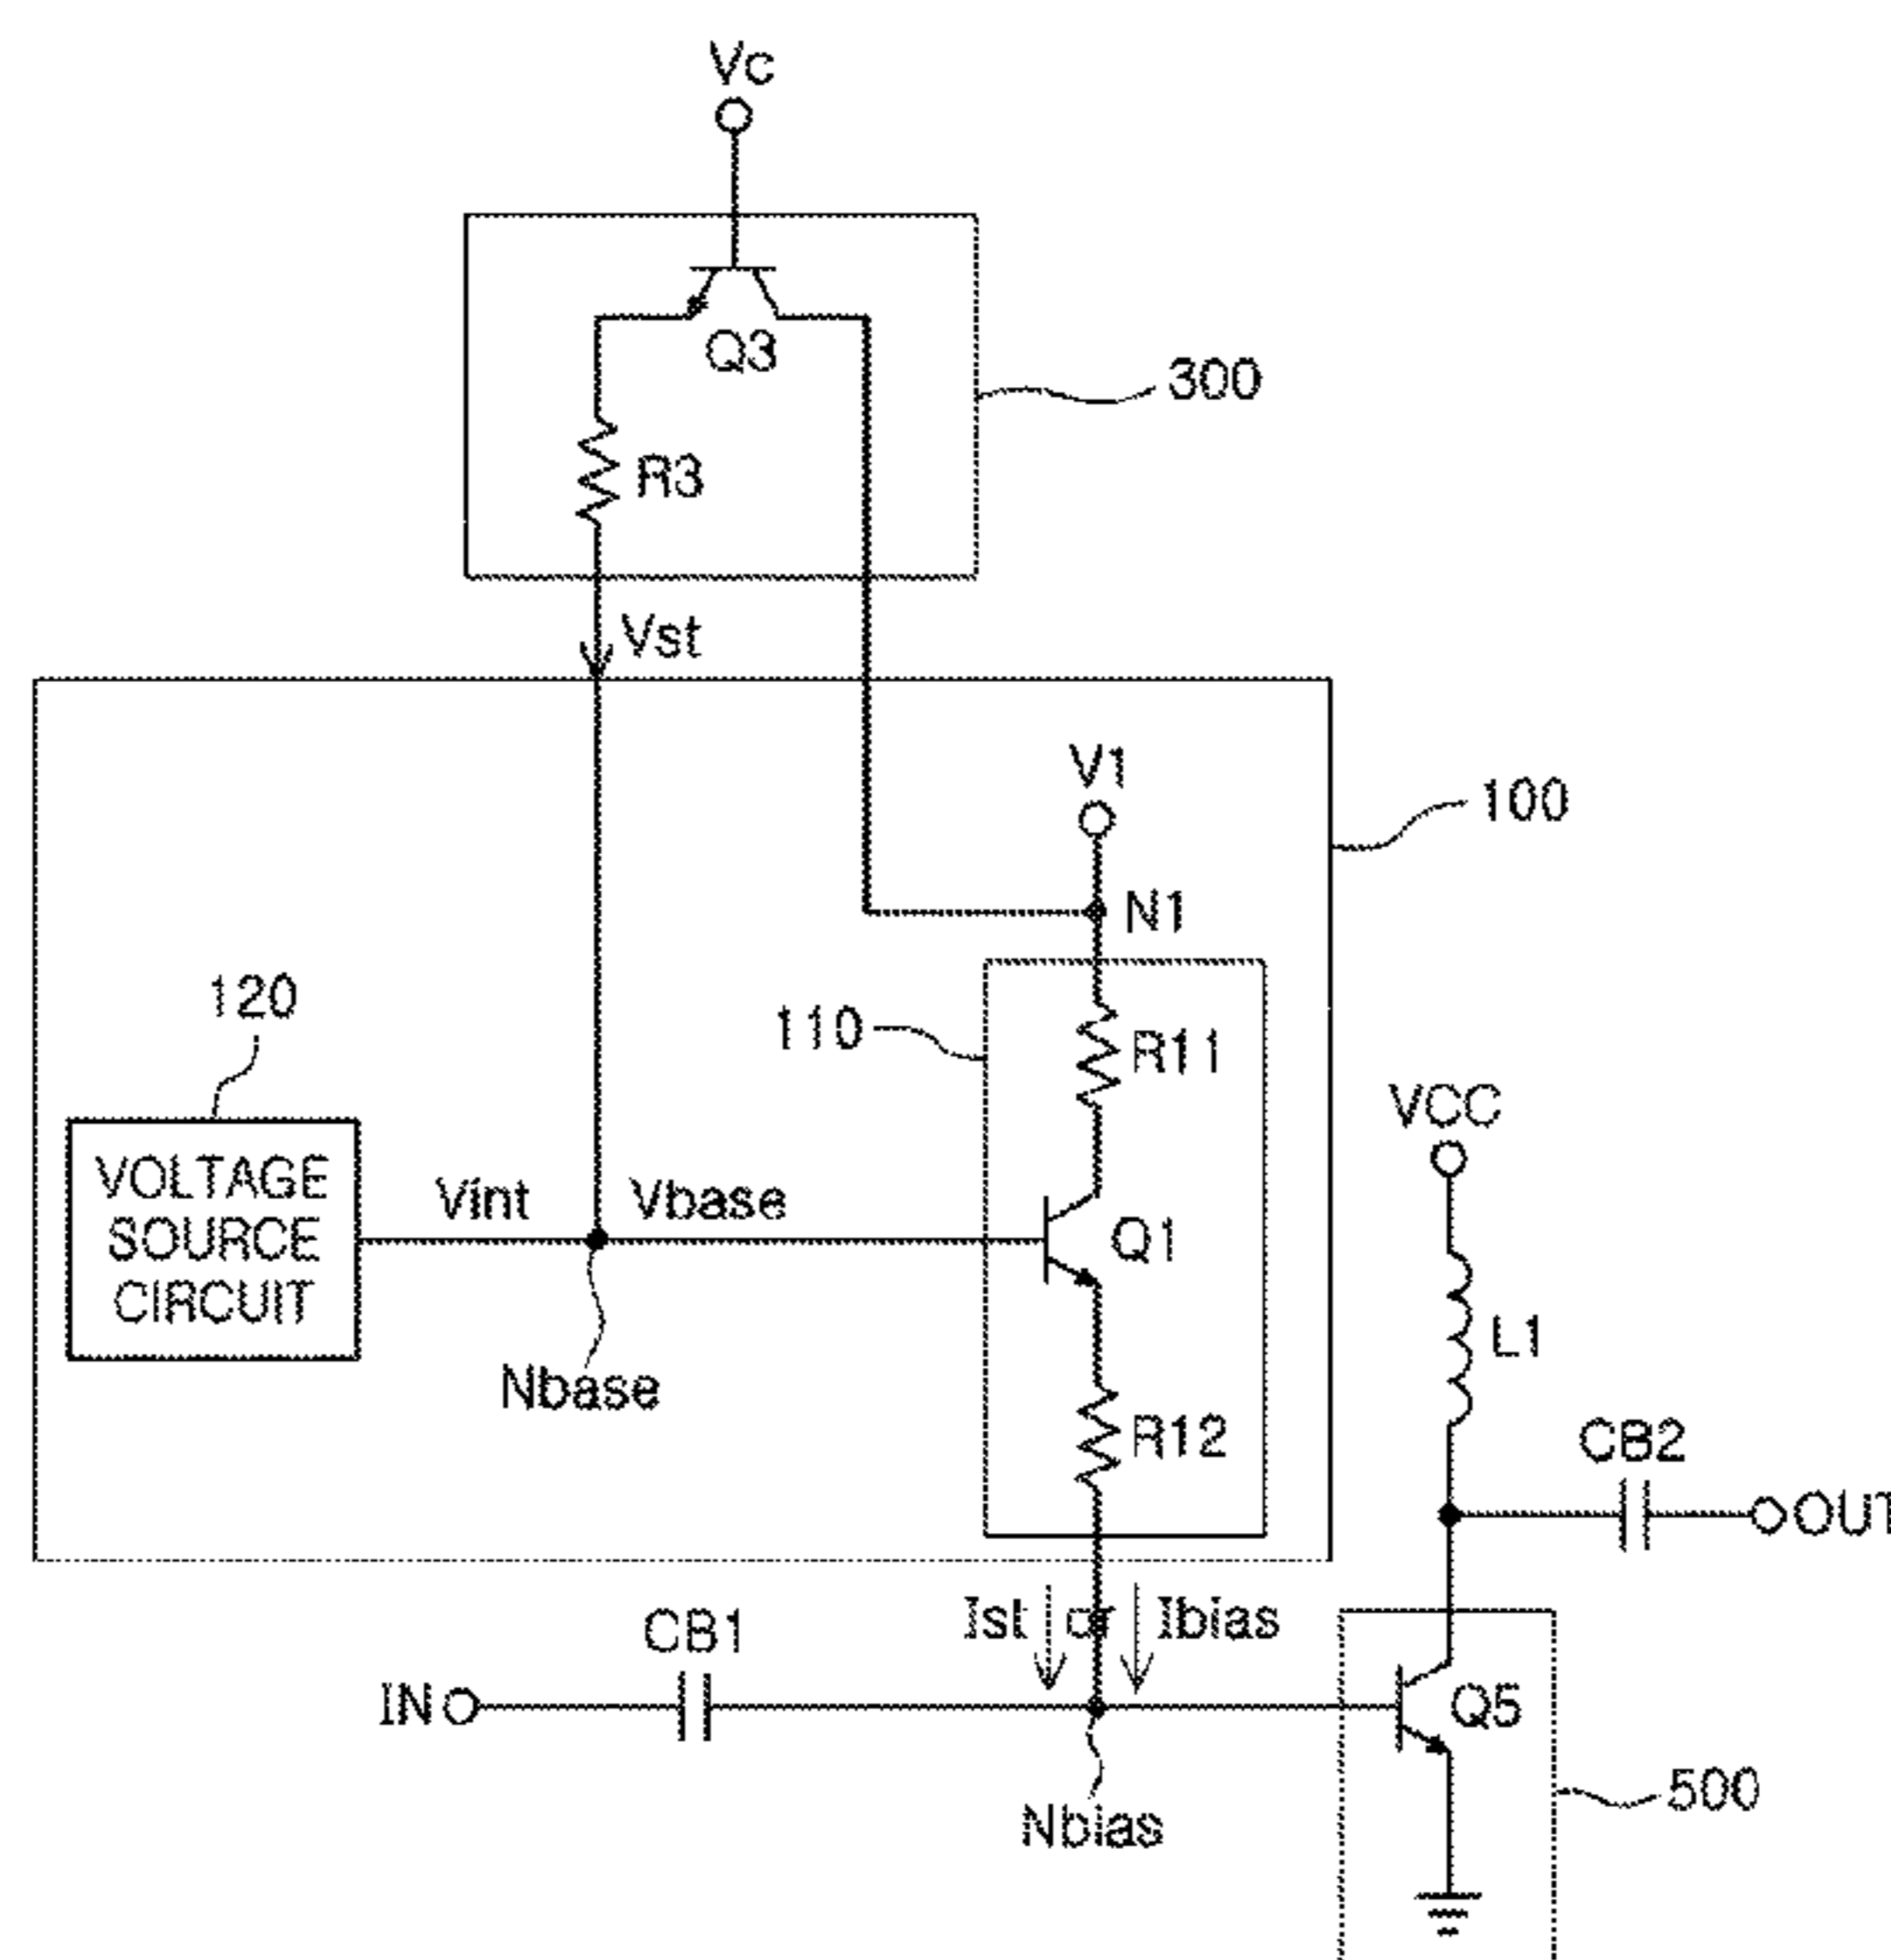 Vc
Q3
300
R3
Vst
V1
100
N1
120
110
R11
VCC
VOLTAGE
SOURCE
CIRCUIT
Vint
Vbase
Q1
L1
Nbase
R12
CB2
OUT
Ist or Ibias
CB1
IN
Q5
500
Nbias